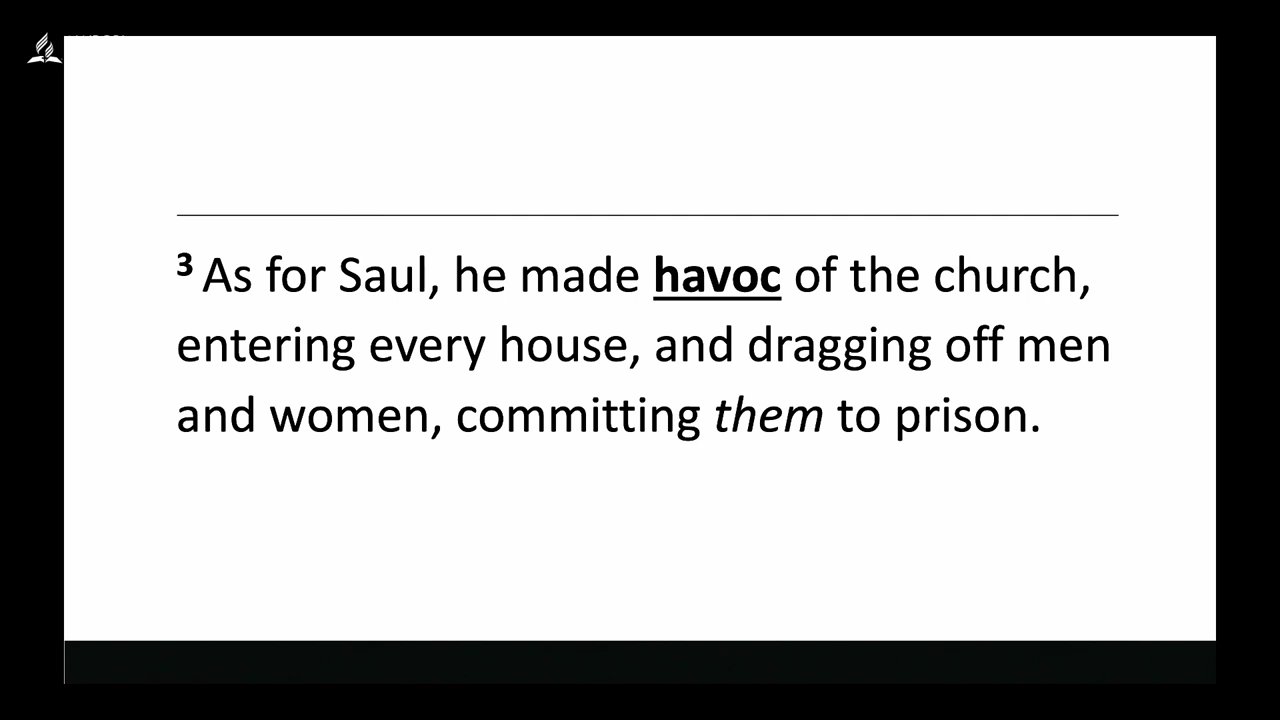 3 As for Saul, he made havoc of the church,
entering every house, and dragging off men
and women, committing them to prison.